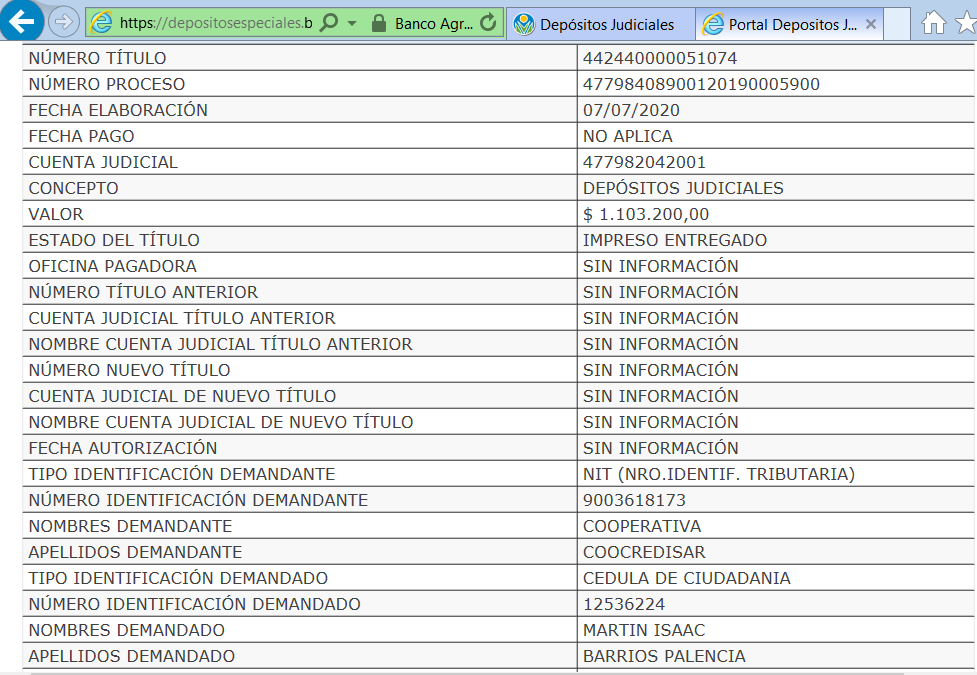 https://depositosespeciales.b Banco Agr... Depósitos Judiciales Portal Depositos J...
NÚMERO TÍTULO 442440000051074
NÚMERO PROCESO 47798408900120190005900
FECHA ELABORACIÓN 07/07/2020
FECHA PAGO NO APLICA
CUENTA JUDICIAL 477982042001
CONCEPTO DEPÓSITOS JUDICIALES
VALOR $ 1.103.200,00
ESTADO DEL TÍTULO IMPRESO ENTREGADO
OFICINA PAGADORA SIN INFORMACIÓN
NÚMERO TÍTULO ANTERIOR SIN INFORMACIÓN
CUENTA JUDICIAL TÍTULO ANTERIOR SIN INFORMACIÓN
NOMBRE CUENTA JUDICIAL TÍTULO ANTERIOR SIN INFORMACIÓN
NÚMERO NUEVO TÍTULO SIN INFORMACIÓN
CUENTA JUDICIAL DE NUEVO TÍTULO SIN INFORMACIÓN
NOMBRE CUENTA JUDICIAL DE NUEVO TÍTULO SIN INFORMACIÓN
FECHA AUTORIZACIÓN SIN INFORMACIÓN
TIPO IDENTIFICACIÓN DEMANDANTE NIT (NRO.IDENTIF. TRIBUTARIA)
NÚMERO IDENTIFICACIÓN DEMANDANTE 9003618173
NOMBRES DEMANDANTE COOPERATIVA
APELLIDOS DEMANDANTE COOCREDISAR
TIPO IDENTIFICACIÓN DEMANDADO CEDULA DE CIUDADANIA
NÚMERO IDENTIFICACIÓN DEMANDADO 12536224
NOMBRES DEMANDADO MARTIN ISAAC
APELLIDOS DEMANDADO BARRIOS PALENCIA